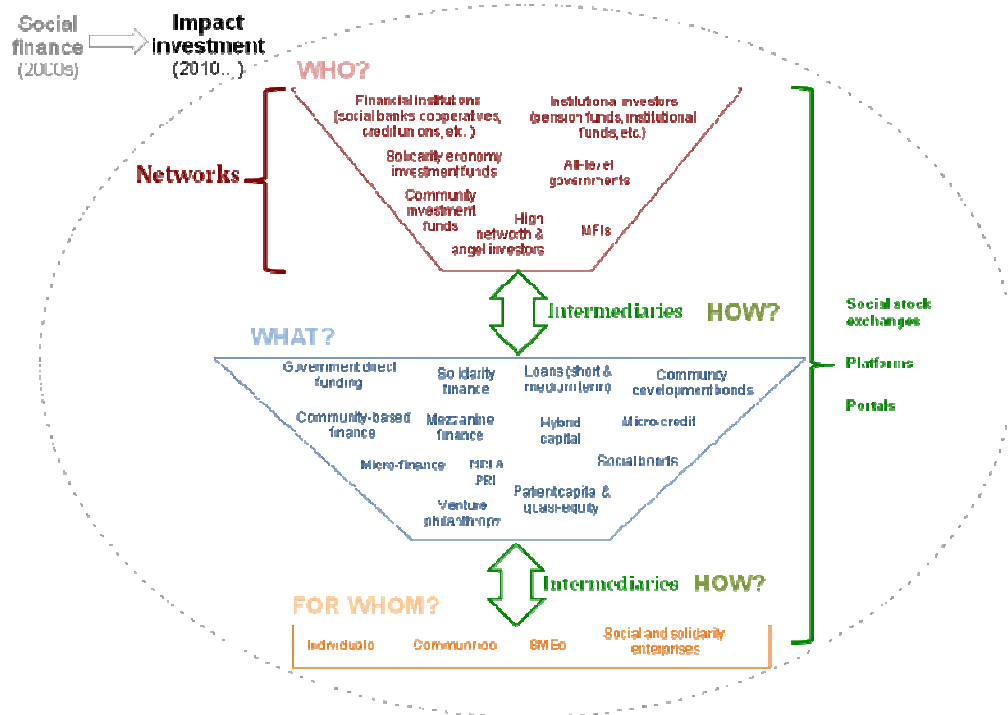 Social
finance
(2000s)
Impact
investment
(2010...)
WHO?
Financial institutions
(social banks cooperatives,
credit unions, etc.)
Institutional investors
(pension funds, institutional
funds, etc.)
Solidarity economy
investment funds
All-level
governments
Networks
Community
investment
funds
High
networth &
angel investors
MFIs
Intermediaries
HOW?
Social stock
exchanges
Platforms
Portals
WHAT?
Government direct
funding
Solidarity
finance
Loans (short &
medium term)
Community
development bonds
Community-based
finance
Mezzanine
finance
Hybrid
capital
Micro-credit
Micro-finance
PRI
Social bonds
Venture
philanthropy
Patient capital &
quasi-equity
Intermediaries
HOW?
FOR WHOM?
Individuals
Communities
SMEs
Social and solidarity
enterprises